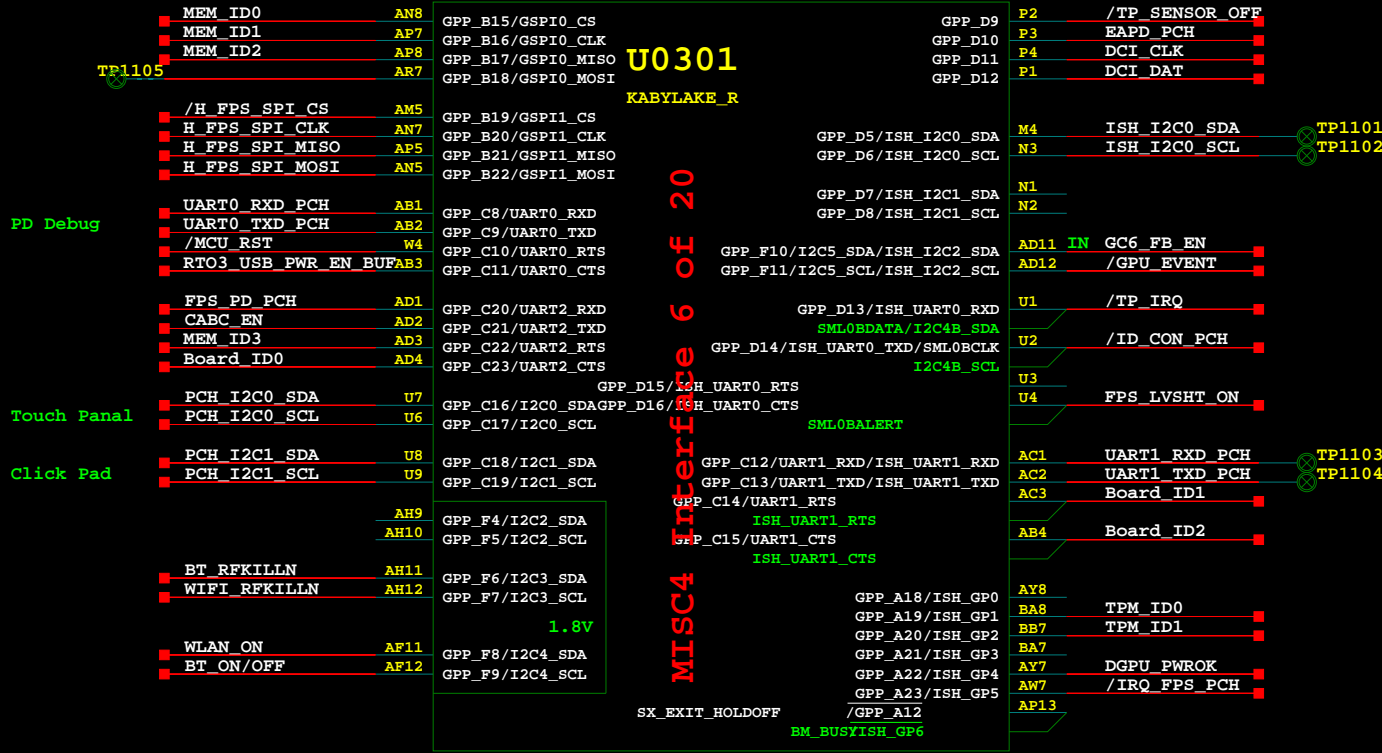 MEM_ID0 AN8 GPP_B15/GSPI0_CS
MEM_ID1 AP7 GPP_B16/GSPI0_CLK
MEM_ID2 AP8 GPP_B17/GSPI0_MISO
TP1105 AR7 GPP_B18/GSPI0_MOSI
/H_FPS_SPI_CS AM5 GPP_B19/GSPI1_CS
H_FPS_SPI_CLK AN7 GPP_B20/GSPI1_CLK
H_FPS_SPI_MISO AP5 GPP_B21/GSPI1_MISO
H_FPS_SPI_MOSI AN5 GPP_B22/GSPI1_MOSI
PD Debug
UART0_RXD_PCH AB1 GPP_C8/UART0_RXD
UART0_TXD_PCH AB2 GPP_C9/UART0_TXD
/MCU_RST W4 GPP_C10/UART0_RTS
RTO3_USB_PWR_EN_BUF AB3 GPP_C11/UART0_CTS
FPS_PD_PCH AD1 GPP_C20/UART2_RXD
CABC_EN AD2 GPP_C21/UART2_TXD
MEM_ID3 AD3 GPP_C22/UART2_RTS
Board_ID0 AD4 GPP_C23/UART2_CTS
Touch Panal
PCH_I2C0_SDA U7 GPP_C16/I2C0_SDA
PCH_I2C0_SCL U6 GPP_C17/I2C0_SCL
Click Pad
PCH_I2C1_SDA U8 GPP_C18/I2C1_SDA
PCH_I2C1_SCL U9 GPP_C19/I2C1_SCL
AH9 GPP_F4/I2C2_SDA
AH10 GPP_F5/I2C2_SCL
BT_RFKILLN AH11 GPP_F6/I2C3_SDA
WIFI_RFKILLN AH12 GPP_F7/I2C3_SCL
1.8V
WLAN_ON AF11 GPP_F8/I2C4_SDA
BT_ON/OFF AF12 GPP_F9/I2C4_SCL
U0301
KABYLAKE_R
MISC4 Interface 6 of 20
GPP_D9 P2 /TP_SENSOR_OFF
GPP_D10 P3 EAPD_PCH
GPP_D11 P4 DCI_CLK
GPP_D12 P1 DCI_DAT
GPP_D5/ISH_I2C0_SDA M4 ISH_I2C0_SDA TP1101
GPP_D6/ISH_I2C0_SCL N3 ISH_I2C0_SCL TP1102
GPP_D7/ISH_I2C1_SDA N1
GPP_D8/ISH_I2C1_SCL N2
GPP_F10/I2C5_SDA/ISH_I2C2_SDA AD11 IN GC6_FB_EN
GPP_F11/I2C5_SCL/ISH_I2C2_SCL AD12 /GPU_EVENT
GPP_D13/ISH_UART0_RXD U1 /TP_IRQ
SML0BDATA/I2C4B_SDA
GPP_D14/ISH_UART0_TXD/SML0BCLK U2 /ID_CON_PCH
I2C4B_SCL
GPP_D15/ISH_UART0_RTS U3
GPP_D16/ISH_UART0_CTS U4 FPS_LVSHT_ON
SML0BALERT
GPP_C12/UART1_RXD/ISH_UART1_RXD AC1 UART1_RXD_PCH TP1103
GPP_C13/UART1_TXD/ISH_UART1_TXD AC2 UART1_TXD_PCH TP1104
GPP_C14/UART1_RTS AC3 Board_ID1
ISH_UART1_RTS
GPP_C15/UART1_CTS AB4 Board_ID2
ISH_UART1_CTS
GPP_A18/ISH_GP0 AY8
GPP_A19/ISH_GP1 BA8 TPM_ID0
GPP_A20/ISH_GP2 BB7 TPM_ID1
GPP_A21/ISH_GP3 BA7
GPP_A22/ISH_GP4 AY7 DGPU_PWROK
GPP_A23/ISH_GP5 AW7 /IRQ_FPS_PCH
SX_EXIT_HOLDOFF /GPP_A12 AP13
BM_BUSY/ISH_GP6